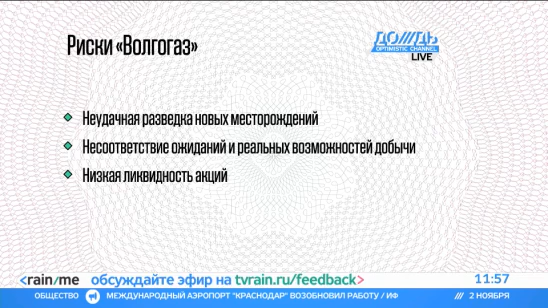 Риски «Волгогаз»
ДОЖДЬ
OPTIMISTIC CHANNEL
LIVE
Неудачная разведка новых месторождений
Несоответствие ожиданий и реальных возможностей добычи
Низкая ликвидность акций
<rain/me обсуждайте эфир на tvrain.ru/feedback> 11:57
ОБЩЕСТВО МЕЖДУНАРОДНЫЙ АЭРОПОРТ "КРАСНОДАР" ВОЗОБНОВИЛ РАБОТУ / ИФ /// 2 НОЯБРЯ